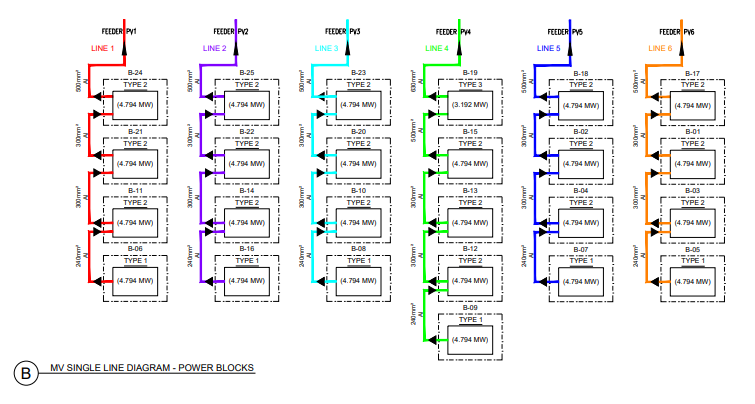 FEEDER PV1 FEEDER PV2 FEEDER PV3 FEEDER PV4 FEEDER PV5 FEEDER PV6
LINE 1 LINE 2 LINE 3 LINE 4 LINE 5 LINE 6
B-24 B-25 B-23 B-19 B-18 B-17
500mm² Al TYPE 2 500mm² Al TYPE 2 500mm² Al TYPE 2 630mm² Al TYPE 3 500mm² Al TYPE 2 500mm² Al TYPE 2
(4.794 MW) (4.794 MW) (4.794 MW) (3.192 MW) (4.794 MW) (4.794 MW)
B-21 B-22 B-20 B-15 B-02 B-01
300mm² Al TYPE 2 300mm² Al TYPE 2 300mm² Al TYPE 2 500mm² Al TYPE 2 300mm² Al TYPE 2 300mm² Al TYPE 2
(4.794 MW) (4.794 MW) (4.794 MW) (4.794 MW) (4.794 MW) (4.794 MW)
B-11 B-14 B-10 B-13 B-04 B-03
300mm² Al TYPE 2 300mm² Al TYPE 2 300mm² Al TYPE 2 300mm² Al TYPE 2 300mm² Al TYPE 2 300mm² Al TYPE 2
(4.794 MW) (4.794 MW) (4.794 MW) (4.794 MW) (4.794 MW) (4.794 MW)
B-06 B-16 B-08 B-12 B-07 B-05
240mm² Al TYPE 1 240mm² Al TYPE 1 240mm² Al TYPE 1 300mm² Al TYPE 2 240mm² Al TYPE 1 240mm² Al TYPE 1
(4.794 MW) (4.794 MW) (4.794 MW) (4.794 MW) (4.794 MW) (4.794 MW)
B-09
240mm² Al TYPE 1
(4.794 MW)
B MV SINGLE LINE DIAGRAM - POWER BLOCKS